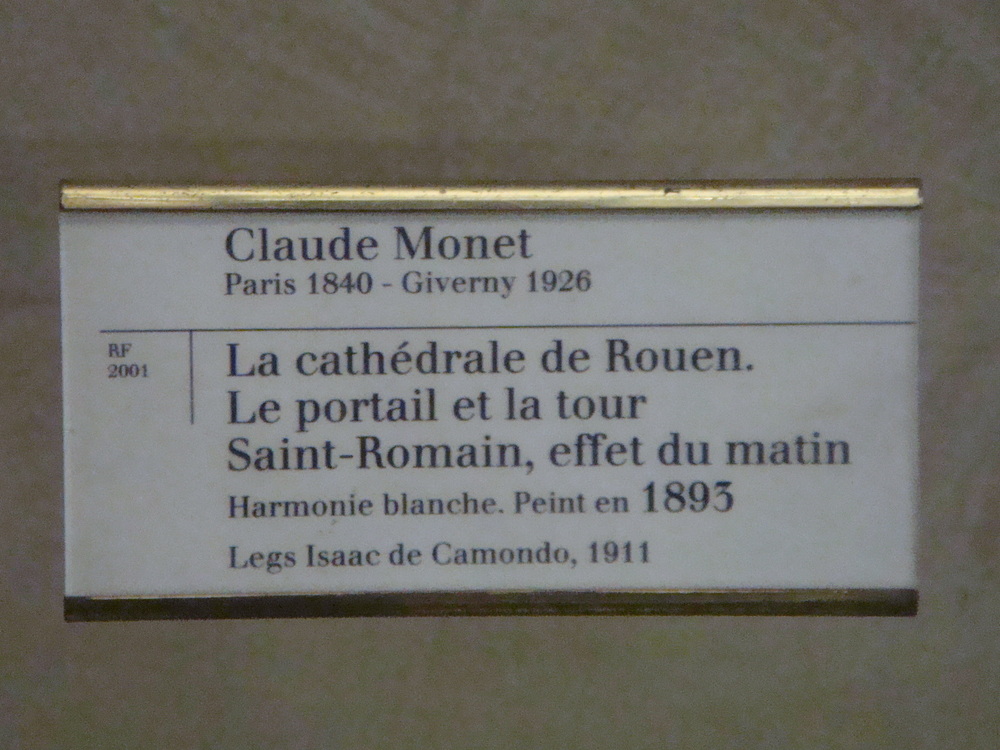 Claude Monet
Paris 1840 - Giverny 1926
RF
2001
La cathédrale de Rouen.
Le portail et la tour
Saint-Romain, effet du matin
Harmonie blanche. Peint en 1893
Legs Isaac de Camondo, 1911